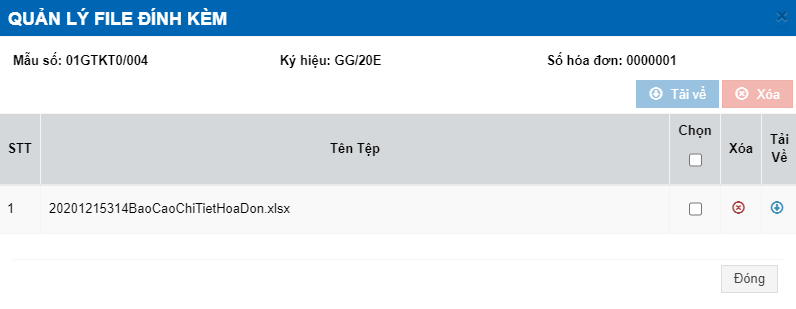 QUẢN LÝ FILE ĐÍNH KÈM
Mẫu số: 01GTKT0/004 Ký hiệu: GG/20E Số hóa đơn: 0000001
Tải về Xóa
STT Tên Tệp Chọn Xóa Tải Về
1 20201215314BaoCaoChiTietHoaDon.xlsx
Đóng